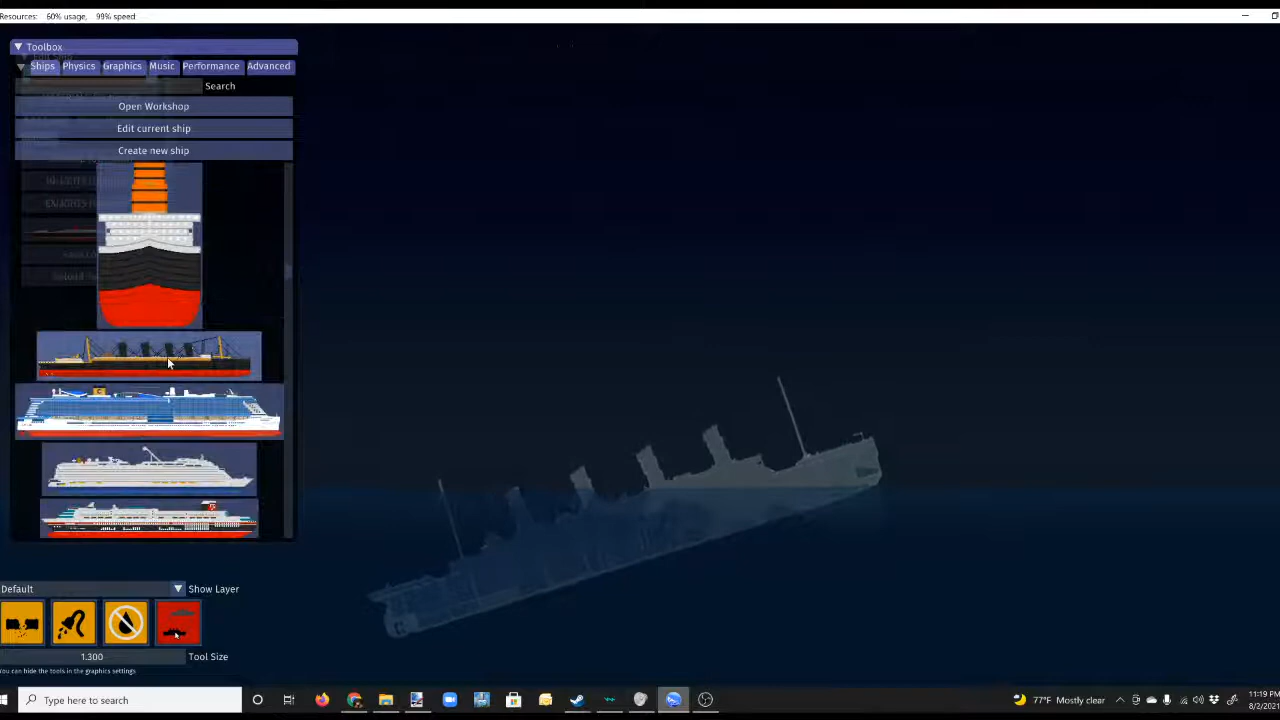 Resources: 60% usage, 99% speed
Toolbox
Ships Physics Graphics Music Performance Advanced
Search
Open Workshop
Edit current ship
Create new ship
Default Show Layer
1.300 Tool Size
You can hide the tools in the graphics settings
Type here to search
77°F Mostly clear
11:19 PM
8/2/2021